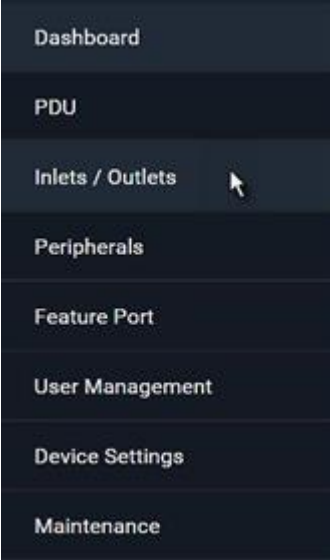 Dashboard
PDU
Inlets / Outlets
Peripherals
Feature Port
User Management
Device Settings
Maintenance